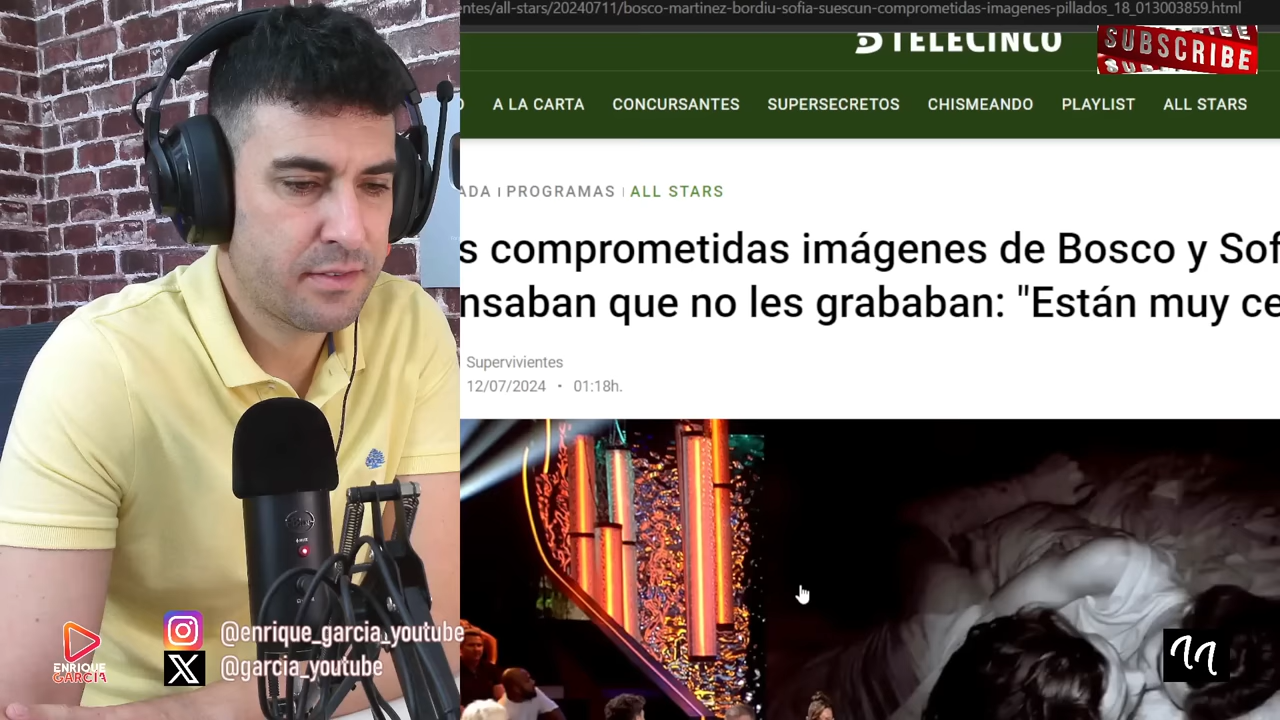 entes/all-stars/20240711/bosco-martinez-bordiu-sofia-suescun-comprometidas-imagenes-pillados_18_013003859.html
TELECINCO
SUBSCRIBE
O A LA CARTA CONCURSANTES SUPERSECRETOS CHISMEANDO PLAYLIST ALL STARS
ADA | PROGRAMAS | ALL STARS
s comprometidas imágenes de Bosco y Sof
nsaban que no les grababan: "Están muy ce
Supervivientes
12/07/2024 • 01:18h.
@enrique_garcia_youtube
@garcia_youtube
ENRIQUE
GARCIA